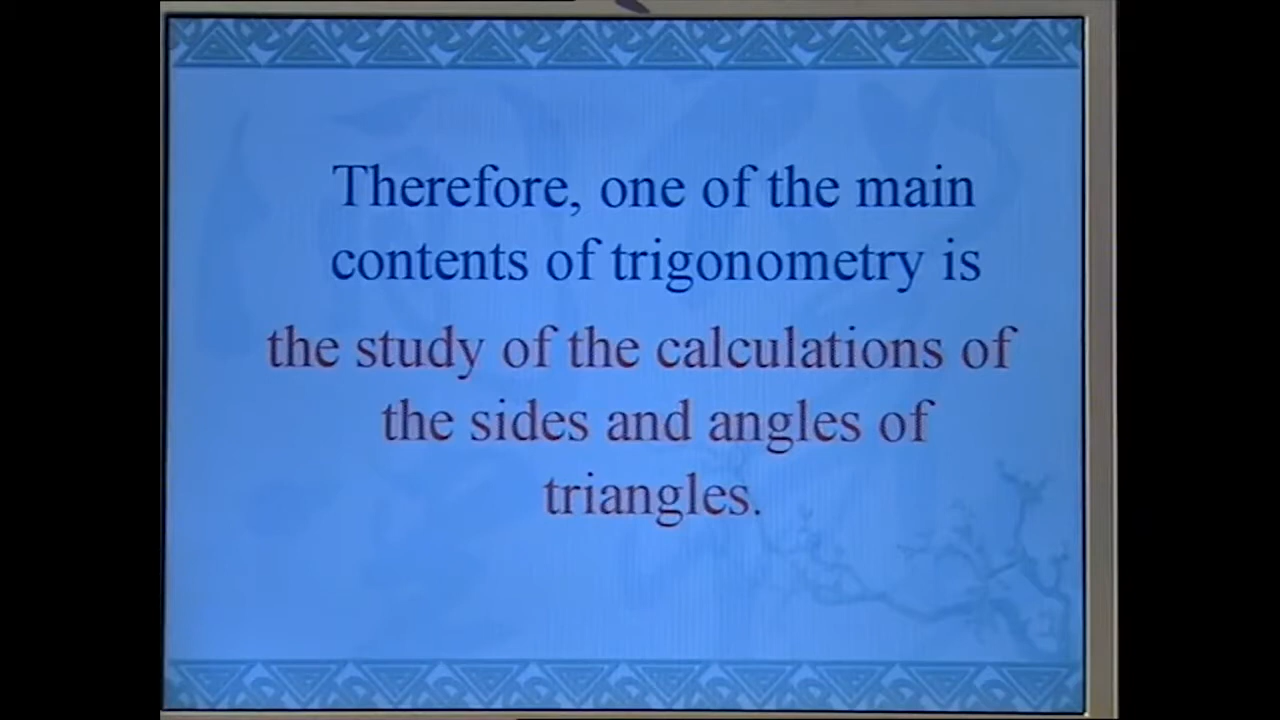 Therefore, one of the main
contents of trigonometry is
the study of the calculations of
the sides and angles of
triangles.